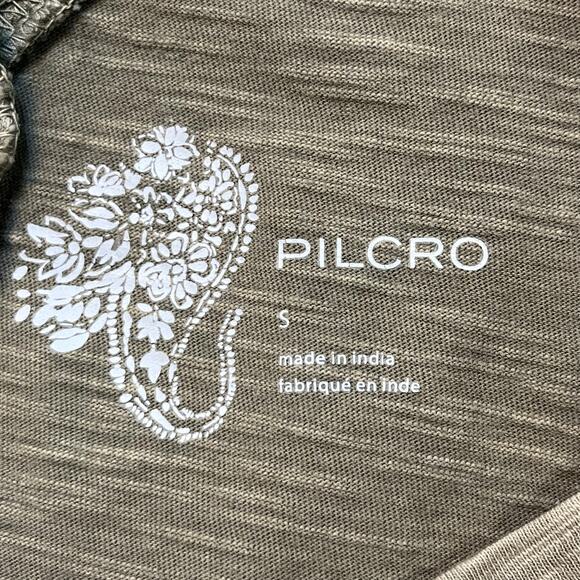 PILCRO
S
made in india
fabriqué en inde